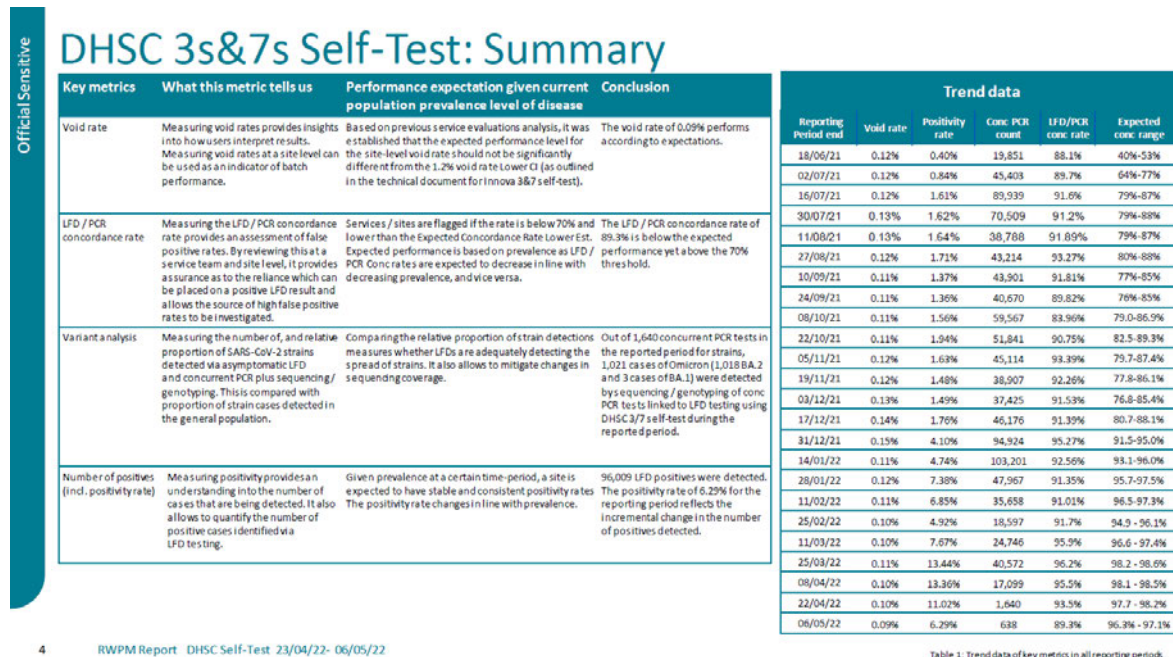 Official Sensitive
DHSC 3s&7s Self-Test: Summary
Key metrics What this metric tells us Performance expectation given current population prevalence level of disease Conclusion
Void rate
Measuring void rates provides insights
into how users interpret results.
Measuring void rates at a site level can
be used as an indicator of batch
performance.
Based on previous service evaluations analysis, it was
established that the expected performance level for
the site-level void rate should not be significantly
different from the 1.2% void rate Lower CI (as outlined
in the technical document for Innova 3&7 self-test).
The void rate of 0.09% performs
according to expectations.
LFD / PCR
concordance rate
Measuring the LFD / PCR concordance
rate provides an assessment of false
positive rates. By reviewing this at a
service team and site level, it provides
assurance as to the reliance which can
be placed on a positive LFD result and
allows the source of high false positive
rates to be investigated.
Services / sites are flagged if the rate is below 70% and
lower than the Expected Concordance Rate Lower Est.
Expected performance is based on prevalence as LFD /
PCR Conc rates are expected to decrease in line with
decreasing prevalence, and vice versa.
The LFD / PCR concordance rate of
89.3% is below the expected
performance yet above the 70%
threshold.
Variant analysis
Measuring the number of, and relative
proportion of SARS-CoV-2 strains
detected via asymptomatic LFD
and concurrent PCR plus sequencing /
genotyping. This is compared with
proportion of strain cases detected in
the general population.
Comparing the relative proportion of strain detections
measures whether LFDs are adequately detecting the
spread of strains. It also allows to mitigate changes in
sequencing coverage.
Out of 1,640 concurrent PCR tests in
the reported period for strains,
1,021 cases of Omicron (1,018 BA.2
and 3 cases of BA.1) were detected
by sequencing / genotyping of conc
PCR tests linked to LFD testing using
DHSC 3/7 self-test during the
reported period.
Number of positives
(incl. positivity rate)
Measuring positivity provides an
understanding into the number of
cases that are being detected. It also
allows to quantify the number of
positive cases identified via
LFD testing.
Given prevalence at a certain time-period, a site is
expected to have stable and consistent positivity rates
The positivity rate changes in line with prevalence.
96,009 LFD positives were detected.
The positivity rate of 6.29% for the
reporting period reflects the
incremental change in the number
of positives detected.
Trend data
Reporting Period end Void rate Positivity rate Conc PCR count LFD/PCR conc rate Expected conc range
18/06/21 0.12% 0.40% 19,851 88.1% 40%-53%
02/07/21 0.12% 0.84% 45,403 89.7% 64%-77%
16/07/21 0.12% 1.61% 89,939 91.6% 79%-87%
30/07/21 0.13% 1.62% 70,509 91.2% 79%-88%
11/08/21 0.13% 1.64% 38,788 91.89% 79%-87%
27/08/21 0.12% 1.71% 43,214 93.27% 80%-88%
10/09/21 0.11% 1.37% 43,901 91.81% 77%-85%
24/09/21 0.11% 1.36% 40,670 89.82% 76%-85%
08/10/21 0.11% 1.56% 59,567 83.96% 79.0-86.9%
22/10/21 0.11% 1.94% 51,841 90.75% 82.5-89.3%
05/11/21 0.12% 1.63% 45,114 93.39% 79.7-87.4%
19/11/21 0.12% 1.48% 38,907 92.26% 77.8-86.1%
03/12/21 0.13% 1.49% 37,425 91.53% 76.8-85.4%
17/12/21 0.14% 1.76% 46,176 91.39% 80.7-88.1%
31/12/21 0.15% 4.10% 94,924 95.27% 91.5-95.0%
14/01/22 0.11% 4.74% 103,201 92.56% 93.1-96.0%
28/01/22 0.12% 7.38% 47,967 91.35% 95.7-97.5%
11/02/22 0.11% 6.85% 35,658 91.01% 96.5-97.3%
25/02/22 0.10% 4.92% 18,597 91.7% 94.9 - 96.1%
11/03/22 0.10% 7.67% 24,746 95.9% 96.6 - 97.4%
25/03/22 0.11% 13.44% 40,572 96.2% 98.2 - 98.6%
08/04/22 0.10% 13.36% 17,099 95.5% 98.1 - 98.5%
22/04/22 0.10% 11.02% 1,640 93.5% 97.7 - 98.2%
06/05/22 0.09% 6.29% 638 89.3% 96.3% - 97.1%
4 RWPM Report DHSC Self-Test 23/04/22- 06/05/22
Table 1: Trend data of key metrics in all reporting periods